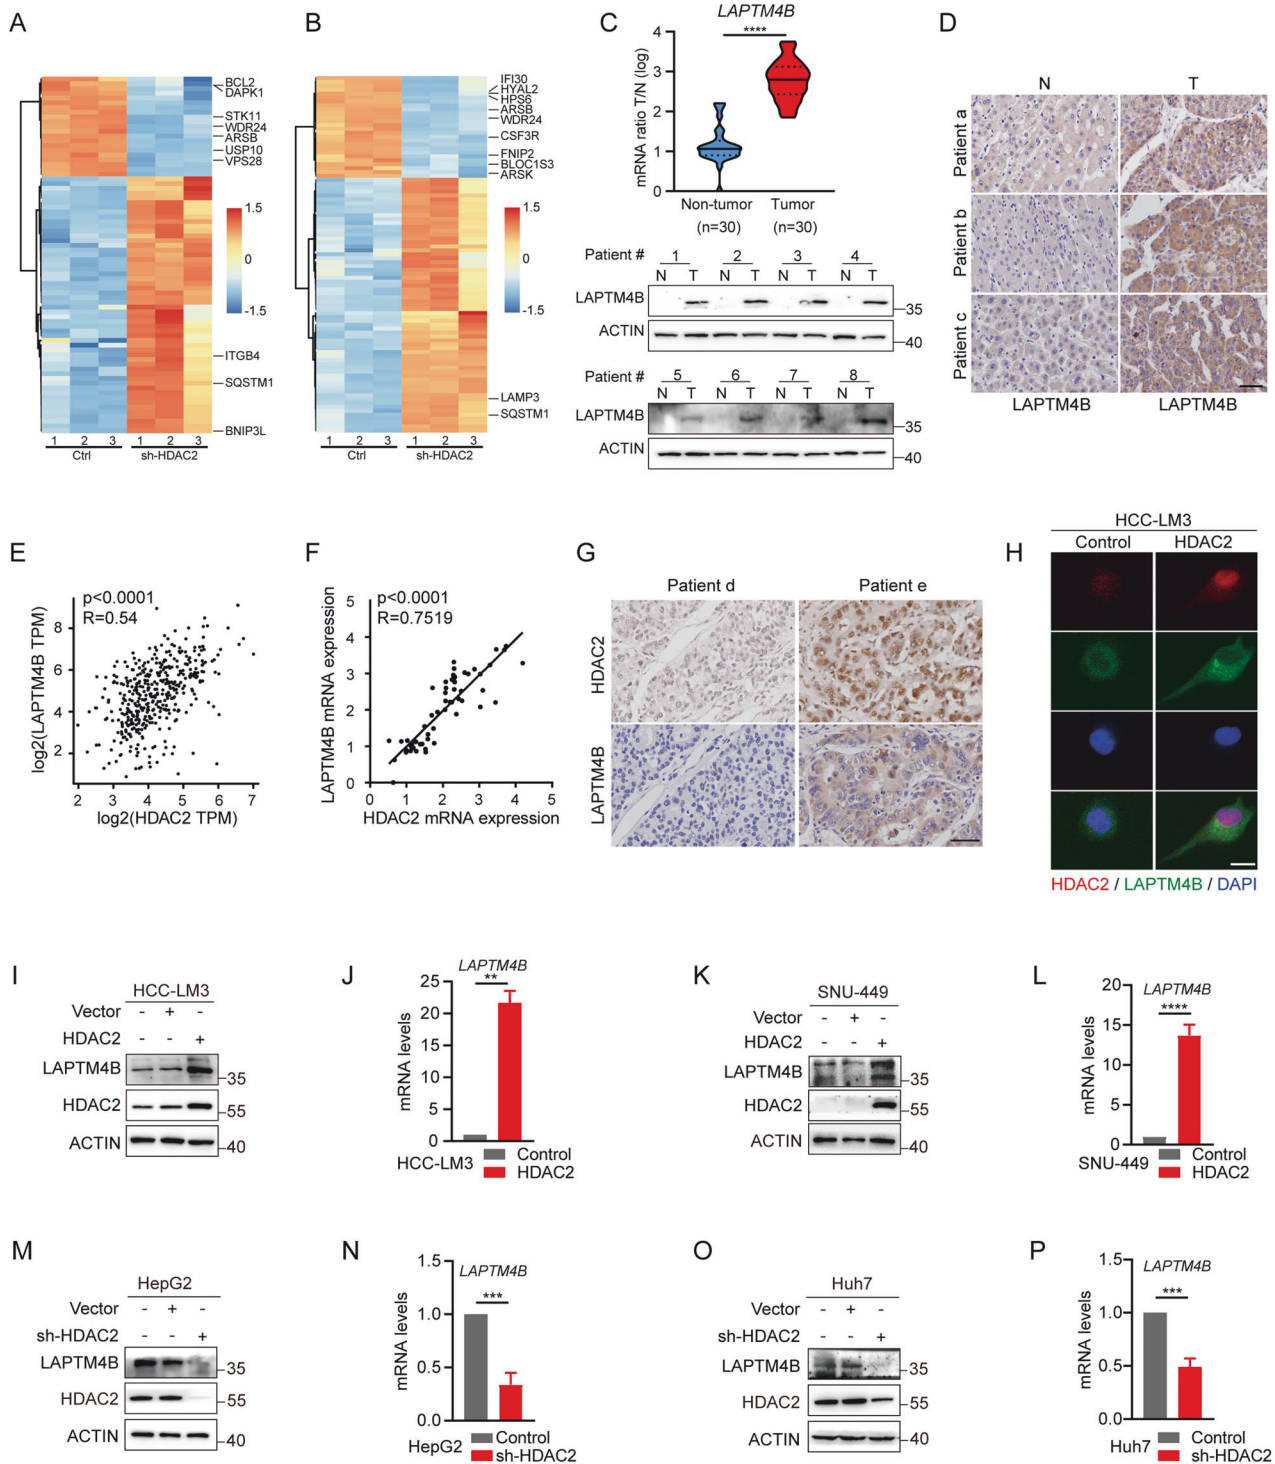 A
BCL2
DAPK1
STK11
WDR24
ARSB
USP10
VPS28
1.5
0
-1.5
ITGB4
SQSTM1
BNIP3L
1 2 3 1 2 3
Ctrl sh-HDAC2
B
IFI30
HYAL2
HPS6
ARSB
WDR24
CSF3R
FNIP2
BLOC1S3
ARSK
1.5
0
-1.5
LAMP3
SQSTM1
1 2 3 1 2 3
Ctrl sh-HDAC2
C
LAPTM4B
****
mRNA ratio T/N (log)
4
3
2
1
0
Non-tumor Tumor
(n=30) (n=30)
Patient # 1 2 3 4
N T N T N T N T
LAPTM4B
35
ACTIN
40
Patient # 5 6 7 8
N T N T N T N T
LAPTM4B
35
ACTIN
40
D
N T
Patient a
Patient b
Patient c
LAPTM4B LAPTM4B
E
p<0.0001
R=0.54
log2(LAPTM4B TPM)
8
6
4
2
2 3 4 5 6 7
log2(HDAC2 TPM)
F
p<0.0001
R=0.7519
LAPTM4B mRNA expression
5
4
3
2
1
0
0 1 2 3 4 5
HDAC2 mRNA expression
G
Patient d Patient e
HDAC2
LAPTM4B
H
HCC-LM3
Control HDAC2
HDAC2 / LAPTM4B / DAPI
I
HCC-LM3
Vector - + -
HDAC2 - - +
LAPTM4B
35
HDAC2
55
ACTIN
40
J
LAPTM4B
**
mRNA levels
25
20
15
10
5
0
HCC-LM3
Control
HDAC2
K
SNU-449
Vector - + -
HDAC2 - - +
LAPTM4B
35
HDAC2
55
ACTIN
40
L
LAPTM4B
****
mRNA levels
20
15
10
5
0
SNU-449
Control
HDAC2
M
HepG2
Vector - + -
sh-HDAC2 - - +
LAPTM4B
35
HDAC2
55
ACTIN
40
N
LAPTM4B
***
mRNA levels
1.5
1.0
0.5
0.0
HepG2
Control
sh-HDAC2
O
Huh7
Vector - + -
sh-HDAC2 - - +
LAPTM4B
35
HDAC2
55
ACTIN
40
P
LAPTM4B
***
mRNA levels
1.5
1.0
0.5
0.0
Huh7
Control
sh-HDAC2